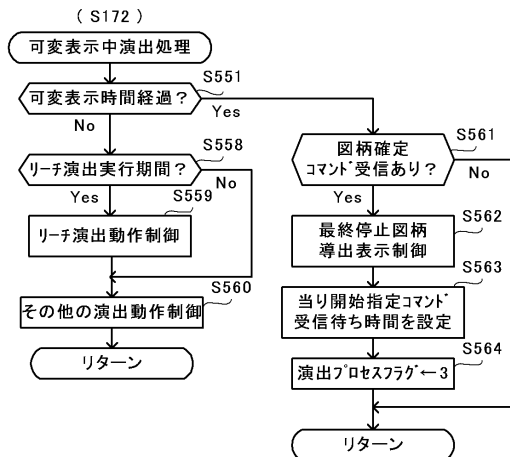 (S172)
可変表示中演出処理
S551
可変表示時間経過?
Yes
No
S558
リーチ演出実行期間?
No
Yes
S559
リーチ演出動作制御
S560
その他の演出動作制御
リターン
S561
図柄確定
コマンド受信あり?
No
Yes
S562
最終停止図柄
導出表示制御
S563
当り開始指定コマンド
受信待ち時間を設定
S564
演出プロセスフラグ←3
リターン